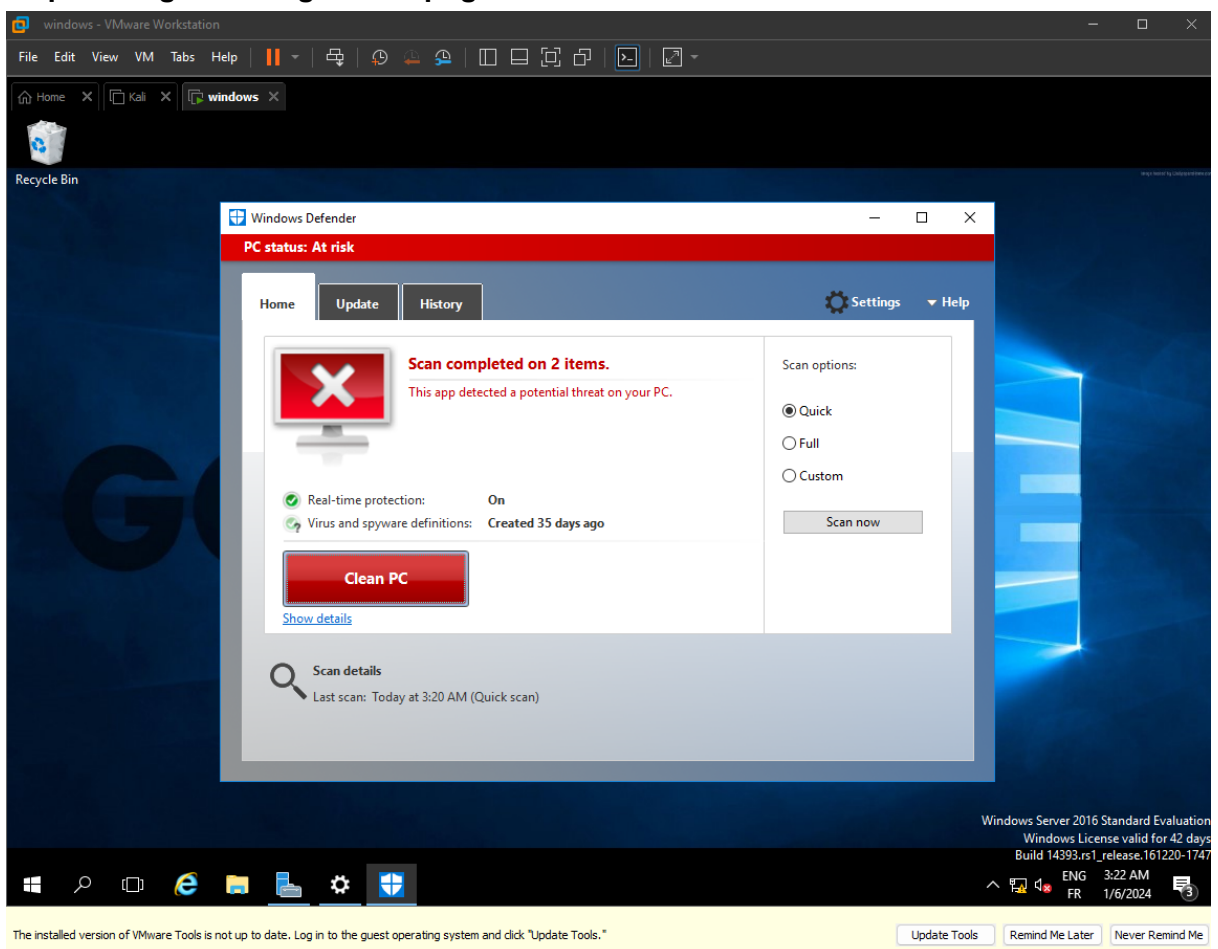 windows - VMware Workstation
File Edit View VM Tabs Help
Home Kali windows
Recycle Bin
Windows Defender
PC status: At risk
Home Update History Settings Help
Scan completed on 2 items.
This app detected a potential threat on your PC.
Scan options:
Quick
Full
Custom
Scan now
Real-time protection: On
Virus and spyware definitions: Created 35 days ago
Clean PC
Show details
Scan details
Last scan: Today at 3:20 AM (Quick scan)
Windows Server 2016 Standard Evaluation
Windows License valid for 42 days
Build 14393.rs1_release.161220-1747
ENG 3:22 AM
FR 1/6/2024
3
The installed version of VMware Tools is not up to date. Log in to the guest operating system and click "Update Tools."
Update Tools Remind Me Later Never Remind Me